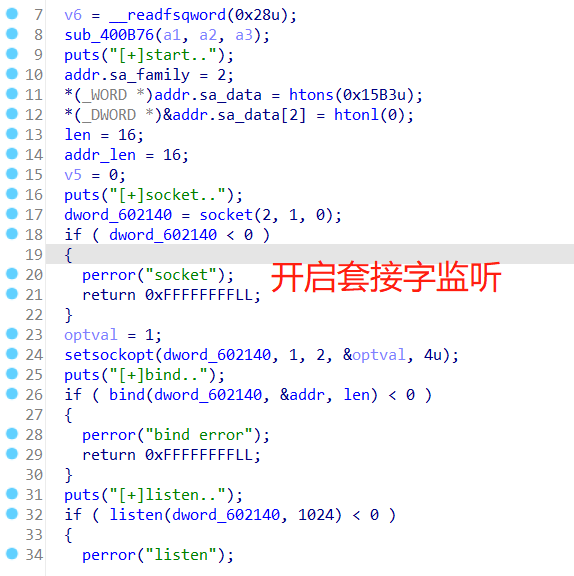 7 v6 = __readfsqword(0x28u);
8 sub_400B76(a1, a2, a3);
9 puts("[+]start..");
10 addr.sa_family = 2;
11 *(_WORD *)addr.sa_data = htons(0x15B3u);
12 *(_DWORD *)&addr.sa_data[2] = htonl(0);
13 len = 16;
14 addr_len = 16;
15 v5 = 0;
16 puts("[+]socket..");
17 dword_602140 = socket(2, 1, 0);
18 if ( dword_602140 < 0 )
19 {
20 perror("socket");
开启套接字监听
21 return 0xFFFFFFFFLL;
22 }
23 optval = 1;
24 setsockopt(dword_602140, 1, 2, &optval, 4u);
25 puts("[+]bind..");
26 if ( bind(dword_602140, &addr, len) < 0 )
27 {
28 perror("bind error");
29 return 0xFFFFFFFFLL;
30 }
31 puts("[+]listen..");
32 if ( listen(dword_602140, 1024) < 0 )
33 {
34 perror("listen");